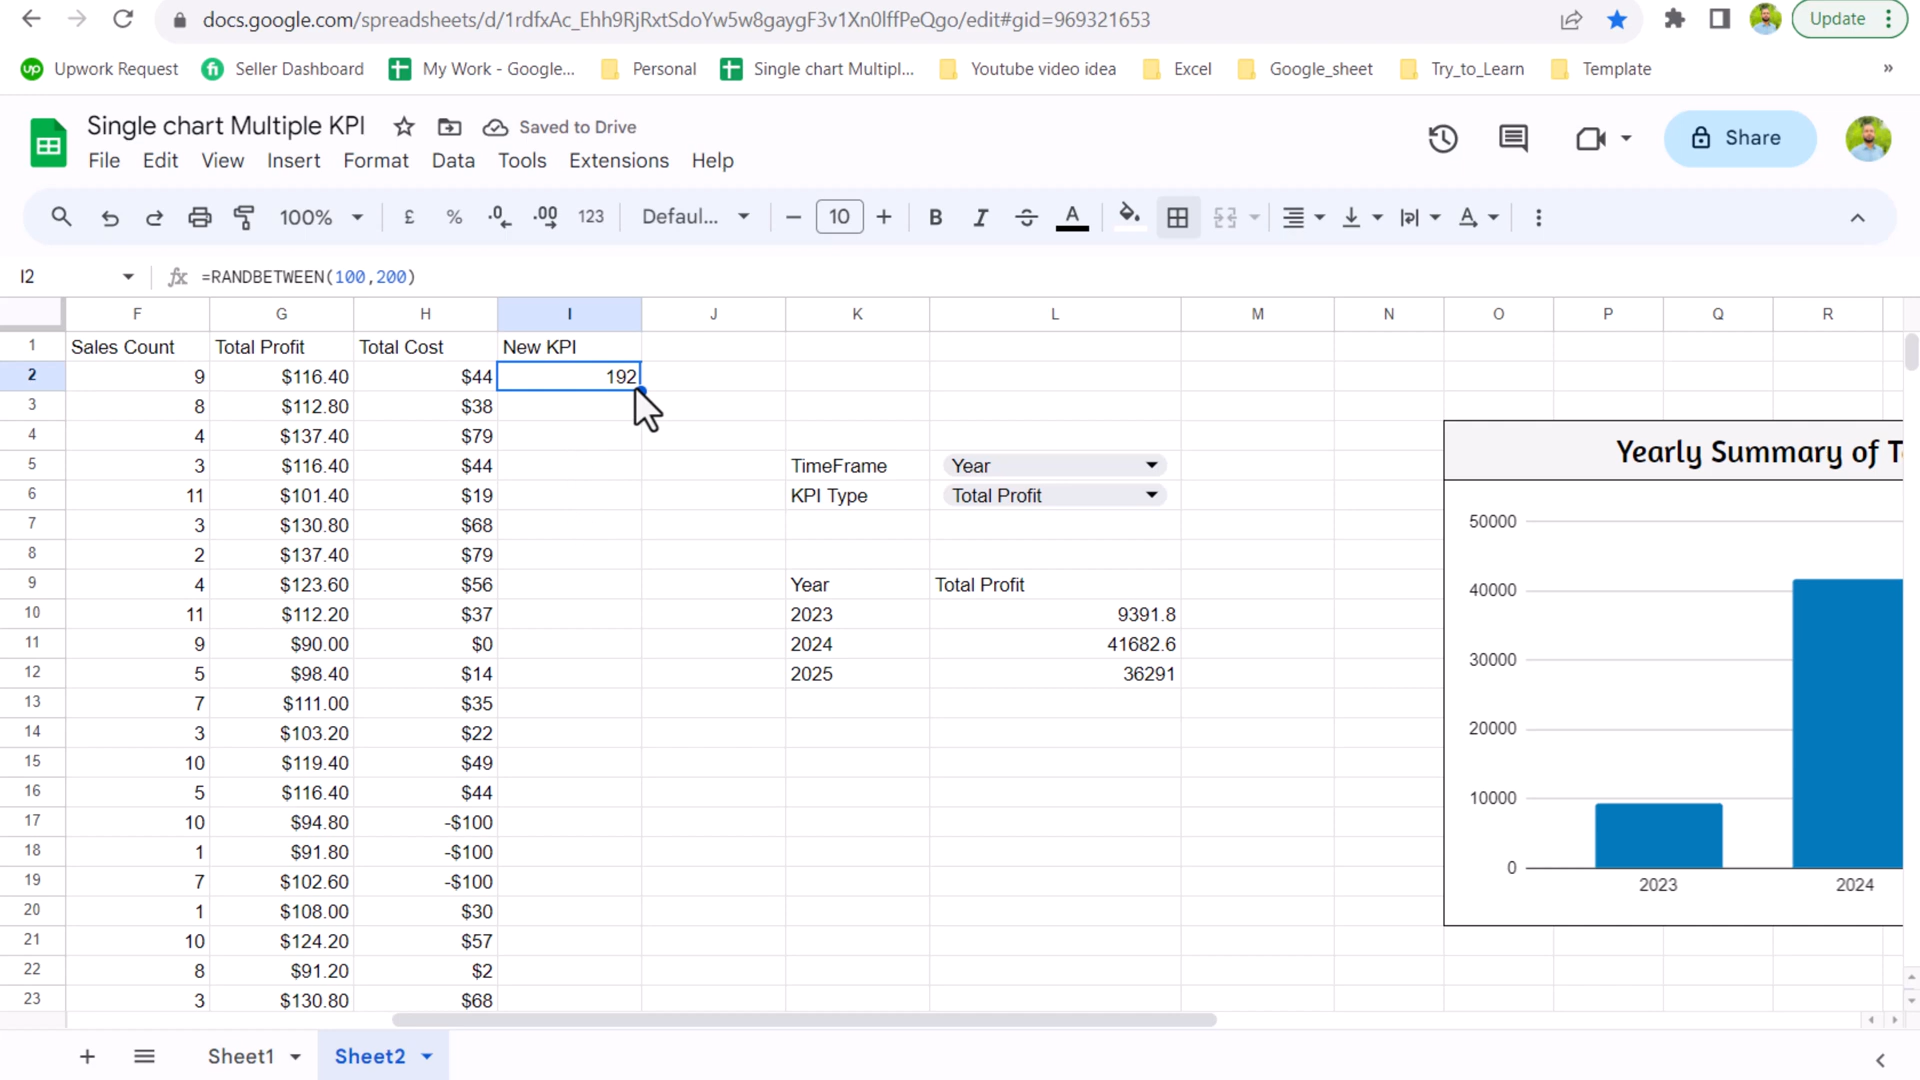 docs.google.com/spreadsheets/d/1rdfxAc_Ehh9RjRxtSdoYw5w8gaygF3v1Xn0lffPeQgo/edit#gid=969321653 Update
up Upwork Request fi Seller Dashboard My Work - Google... Personal Single chart Multipl... Youtube video idea Excel Google_sheet Try_to_Learn Template »
Single chart Multiple KPI Saved to Drive
File Edit View Insert Format Data Tools Extensions Help
Share
100% £ % .0 .00 123 Defaul... − 10 + B I A
I2 fx =RANDBETWEEN(100,200)
F G H I J K L M N O P Q R
1 Sales Count Total Profit Total Cost New KPI
2 9 $116.40 $44 192
3 8 $112.80 $38
4 4 $137.40 $79
5 3 $116.40 $44 TimeFrame Year
6 11 $101.40 $19 KPI Type Total Profit
7 3 $130.80 $68
8 2 $137.40 $79
9 4 $123.60 $56 Year Total Profit
10 11 $112.20 $37 2023 9391.8
11 9 $90.00 $0 2024 41682.6
12 5 $98.40 $14 2025 36291
13 7 $111.00 $35
14 3 $103.20 $22
15 10 $119.40 $49
16 5 $116.40 $44
17 10 $94.80 -$100
18 1 $91.80 -$100
19 7 $102.60 -$100
20 1 $108.00 $30
21 10 $124.20 $57
22 8 $91.20 $2
23 3 $130.80 $68
Yearly Summary of T
50000
40000
30000
20000
10000
0
2023 2024
+ Sheet1 Sheet2